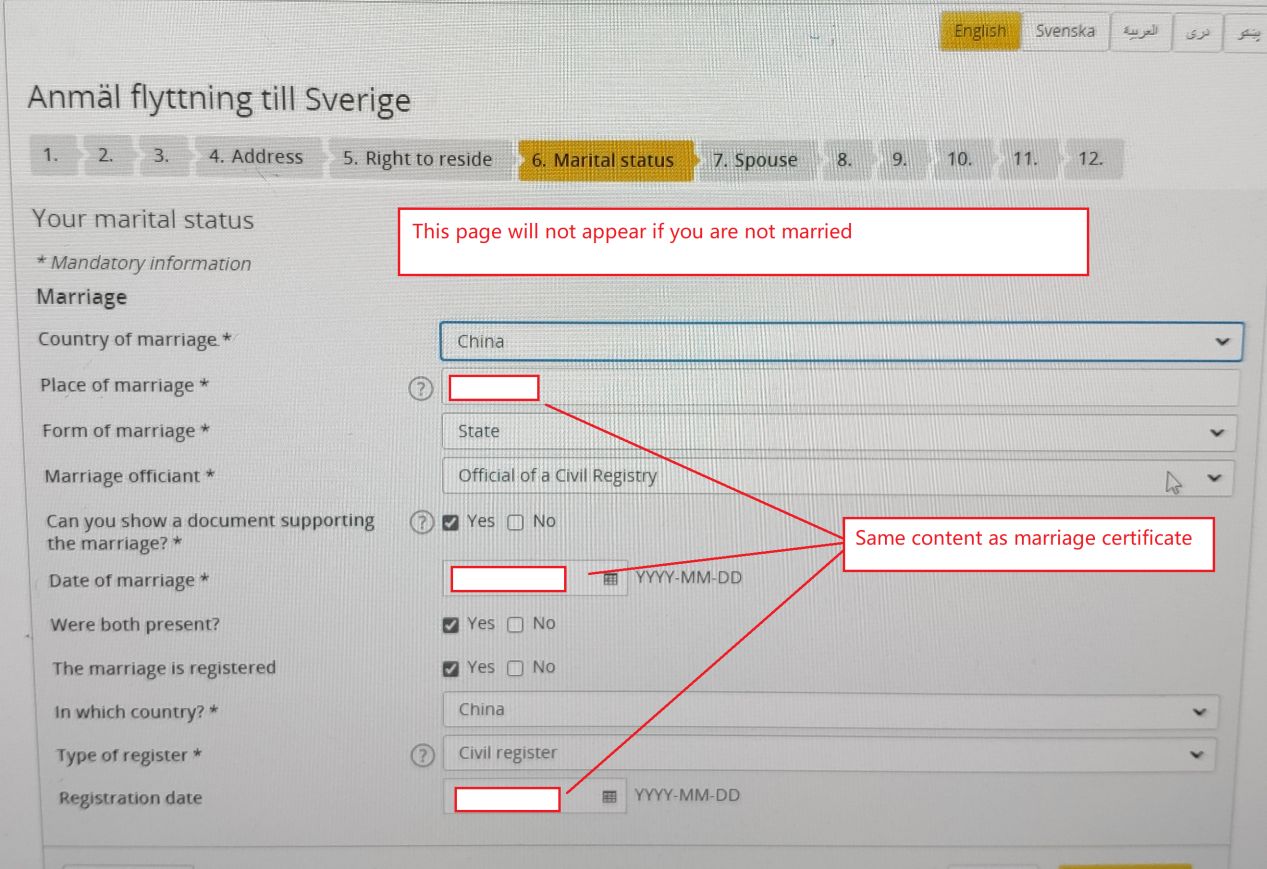 English Svenska العربية دری پښتو
Anmäl flyttning till Sverige
1. 2. 3. 4. Address 5. Right to reside 6. Marital status 7. Spouse 8. 9. 10. 11. 12.
Your marital status
This page will not appear if you are not married
* Mandatory information
Marriage
Country of marriage * China
Place of marriage * ?
Form of marriage * State
Marriage officiant * Official of a Civil Registry
Can you show a document supporting
the marriage? * ? Yes No
Same content as marriage certificate
Date of marriage * YYYY-MM-DD
Were both present? Yes No
The marriage is registered Yes No
In which country? * China
Type of register * ? Civil register
Registration date YYYY-MM-DD